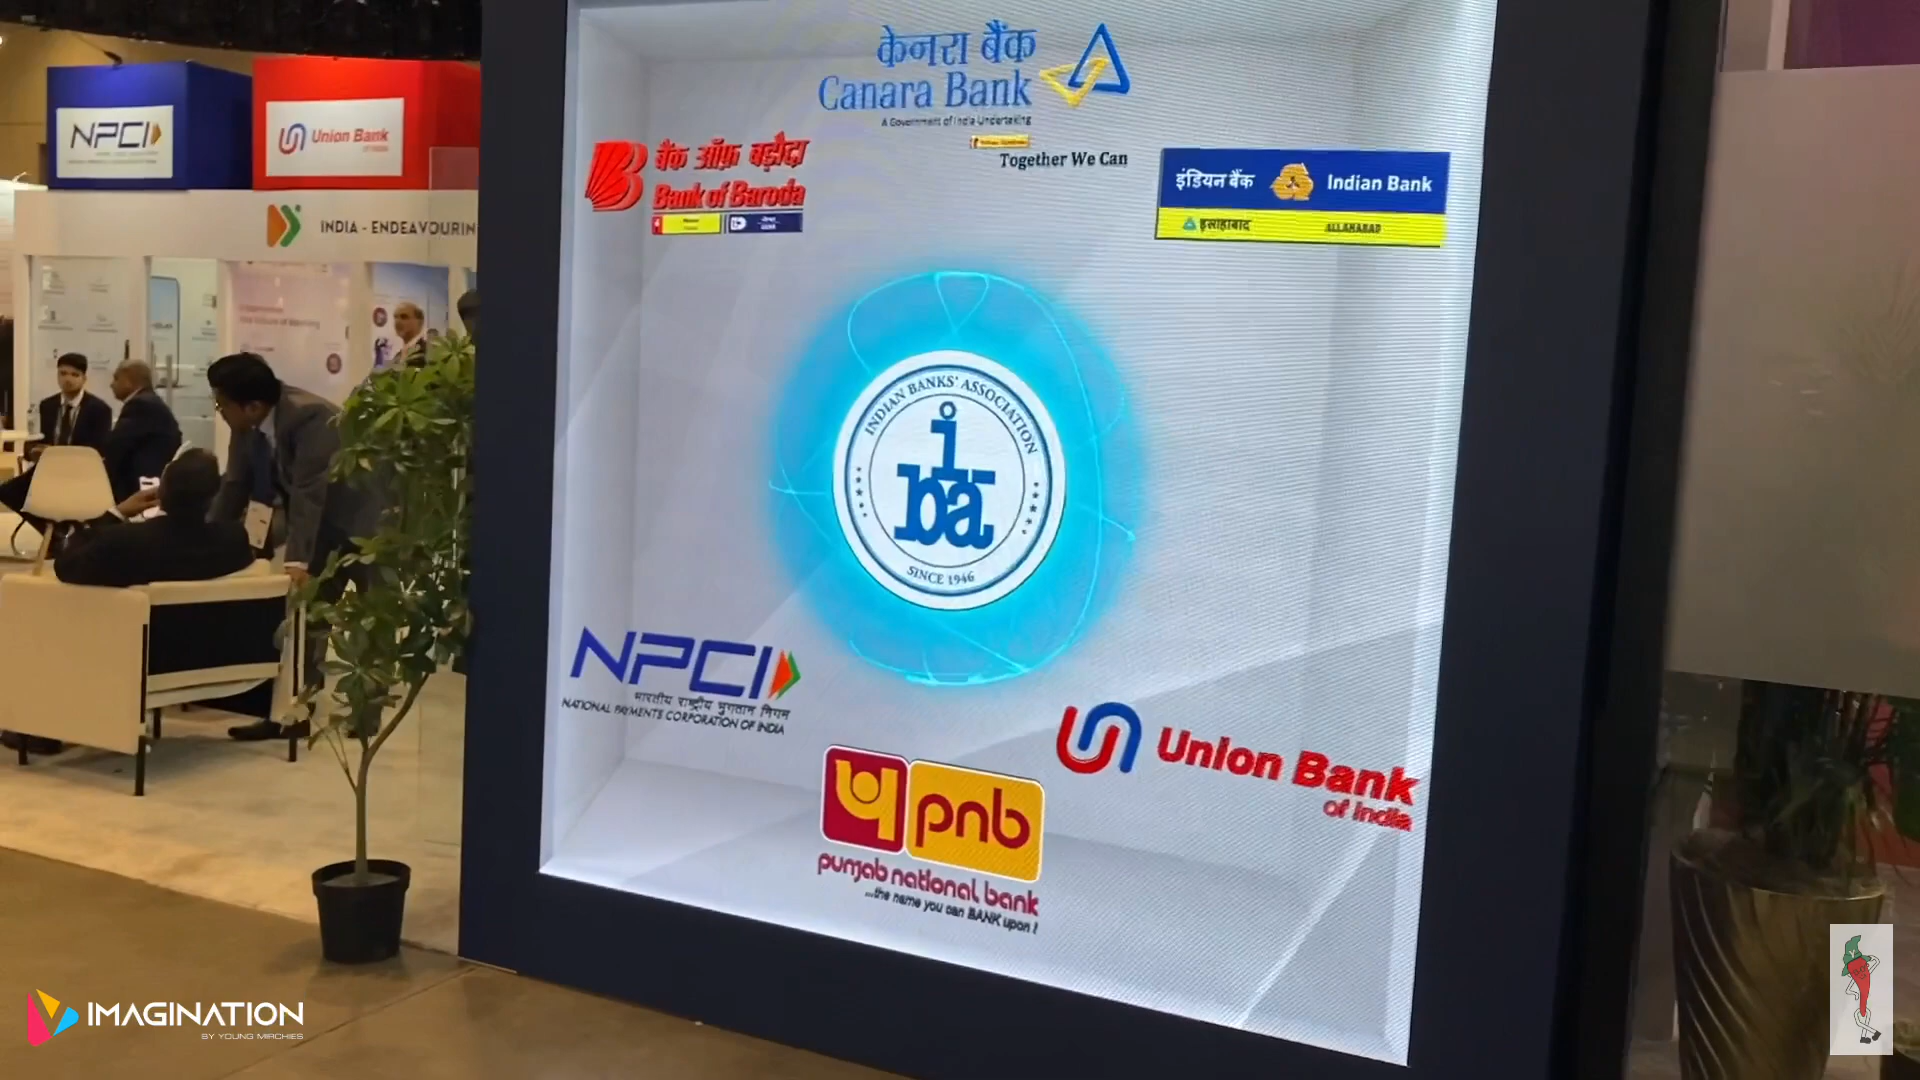 NPCI
Union Bank
of India
INDIA - ENDEAVOURIN
केनरा बैंक
Canara Bank
A Government of India Undertaking
Together We Can
बैंक ऑफ़ बड़ौदा
Bank of Baroda
इंडियन बैंक
Indian Bank
इलाहाबाद
ALLAHABAD
INDIAN BANKS' ASSOCIATION
iba
SINCE 1946
NPCI
भारतीय राष्ट्रीय भुगतान निगम
NATIONAL PAYMENTS CORPORATION OF INDIA
Union Bank
of India
pnb
punjab national bank
...the name you can BANK upon !
IMAGINATION
BY YOUNG MIRCHIES